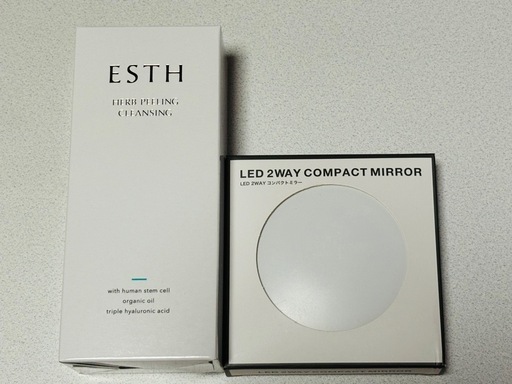 ESTH
HERB PEELING
CLEANSING
with human stem cell
organic oil
triple hyaluronic acid
LED 2WAY COMPACT MIRROR
LED 2WAY コンパクトミラー